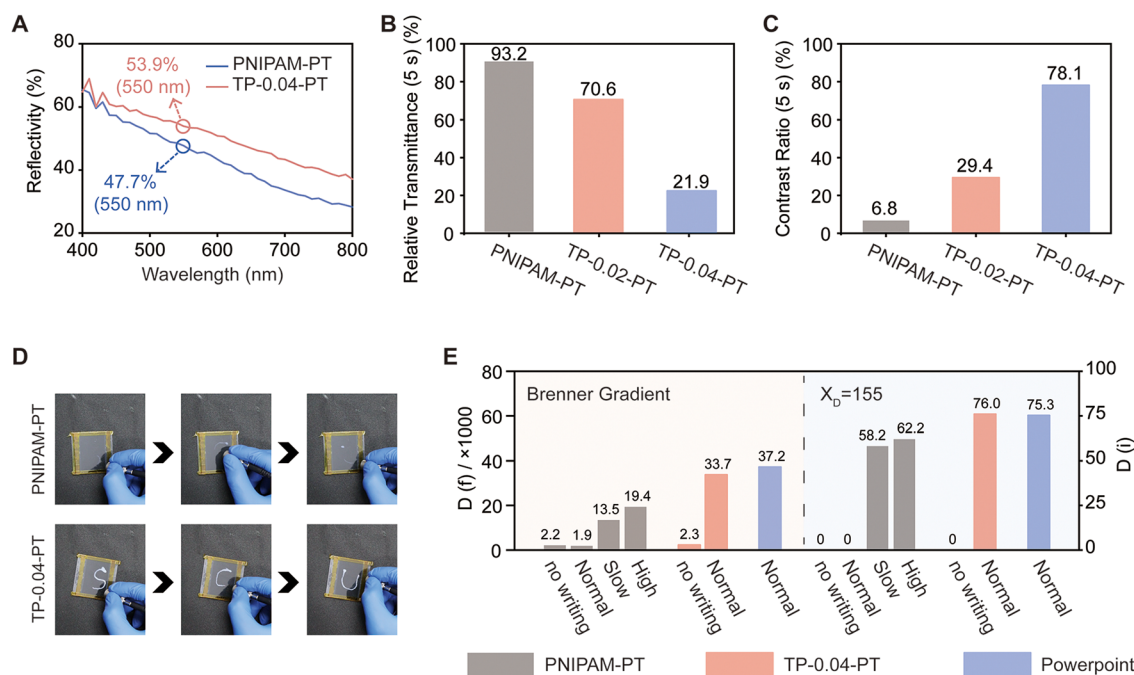 A
80
60
40
20
Reflectivity (%)
53.9%
(550 nm)
47.7%
(550 nm)
PNIPAM-PT
TP-0.04-PT
400 500 600 700 800
Wavelength (nm)
B
Relative Transmittance (5 s) (%)
100
80
60
40
20
0
93.2
70.6
21.9
PNIPAM-PT
TP-0.02-PT
TP-0.04-PT
C
Contrast Ratio (5 s) (%)
100
80
60
40
20
0
6.8
29.4
78.1
PNIPAM-PT
TP-0.02-PT
TP-0.04-PT
D
PNIPAM-PT
TP-0.04-PT
S
C
U
E
D (f) / ×1000
80
60
40
20
0
Brenner Gradient
X_D=155
2.2 1.9 13.5 19.4 2.3 33.7 37.2
0 0 58.2 62.2 0 76.0 75.3
100
75
50
25
0
D (i)
no writing Normal Slow High no writing Normal Normal
no writing Normal Slow High no writing Normal Normal
PNIPAM-PT TP-0.04-PT Powerpoint